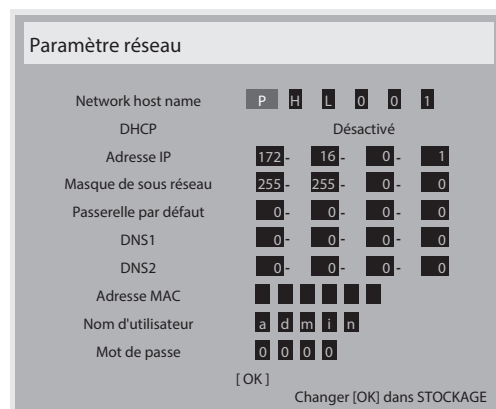 Paramètre réseau
Network host name P H L 0 0 1
DHCP Désactivé
Adresse IP 172 - 16 - 0 - 1
Masque de sous réseau 255 - 255 - 0 - 0
Passerelle par défaut 0 - 0 - 0 - 0
DNS1 0 - 0 - 0 - 0
DNS2 0 - 0 - 0 - 0
Adresse MAC
Nom d'utilisateur a d m i n
Mot de passe 0 0 0 0
[ OK ]
Changer [OK] dans STOCKAGE